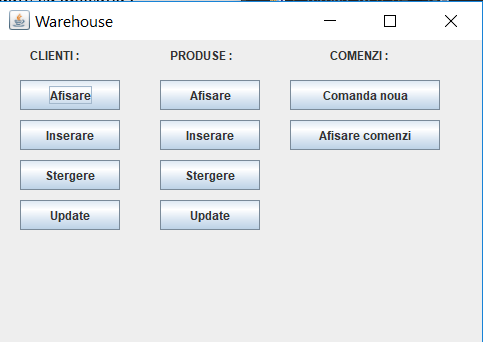 Warehouse
CLIENTI : PRODUSE : COMENZI :
Afisare Afisare Comanda noua
Inserare Inserare Afisare comenzi
Stergere Stergere
Update Update